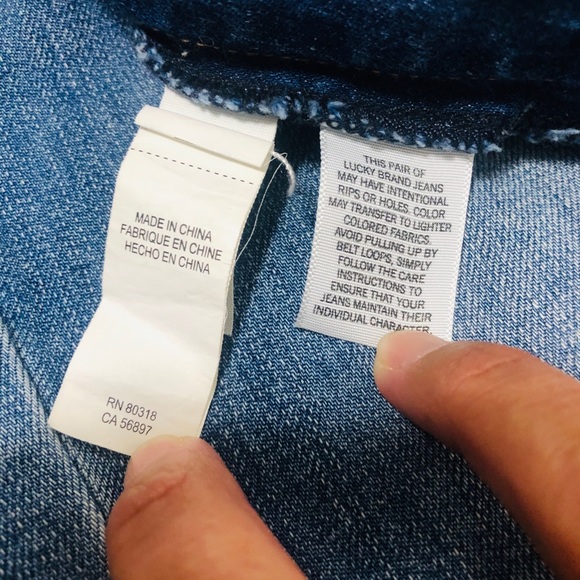 MADE IN CHINA
FABRIQUE EN CHINE
HECHO EN CHINA
RN 80318
CA 56897
THIS PAIR OF
LUCKY BRAND JEANS
MAY HAVE INTENTIONAL
RIPS OR HOLES. COLOR
MAY TRANSFER TO LIGHTER
COLORED FABRICS.
AVOID PULLING UP BY
BELT LOOPS, SIMPLY
FOLLOW THE CARE
INSTRUCTIONS TO
ENSURE THAT YOUR
JEANS MAINTAIN THEIR
INDIVIDUAL CHARACTER